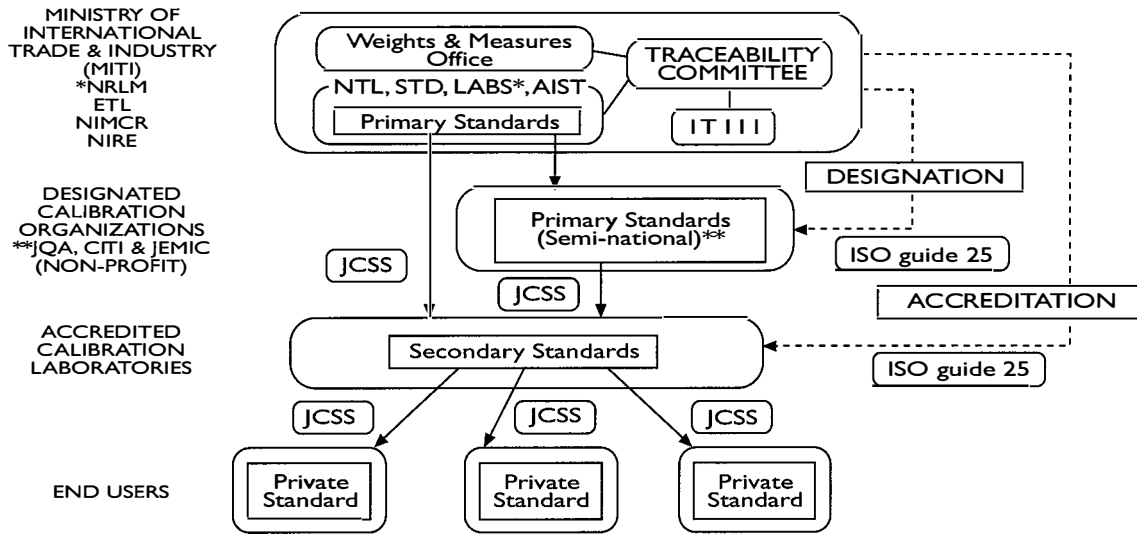 MINISTRY OF
INTERNATIONAL
TRADE & INDUSTRY
(MITI)
*NRLM
ETL
NIMCR
NIRE
Weights & Measures
Office
TRACEABILITY
COMMITTEE
NTL, STD, LABS*, AIST
Primary Standards
IT III
DESIGNATION
DESIGNATED
CALIBRATION
ORGANIZATIONS
**JQA, CITI & JEMIC
(NON-PROFIT)
Primary Standards
(Semi-national)**
ISO guide 25
JCSS
JCSS
ACCREDITATION
ACCREDITED
CALIBRATION
LABORATORIES
Secondary Standards
ISO guide 25
JCSS
JCSS
JCSS
END USERS
Private
Standard
Private
Standard
Private
Standard